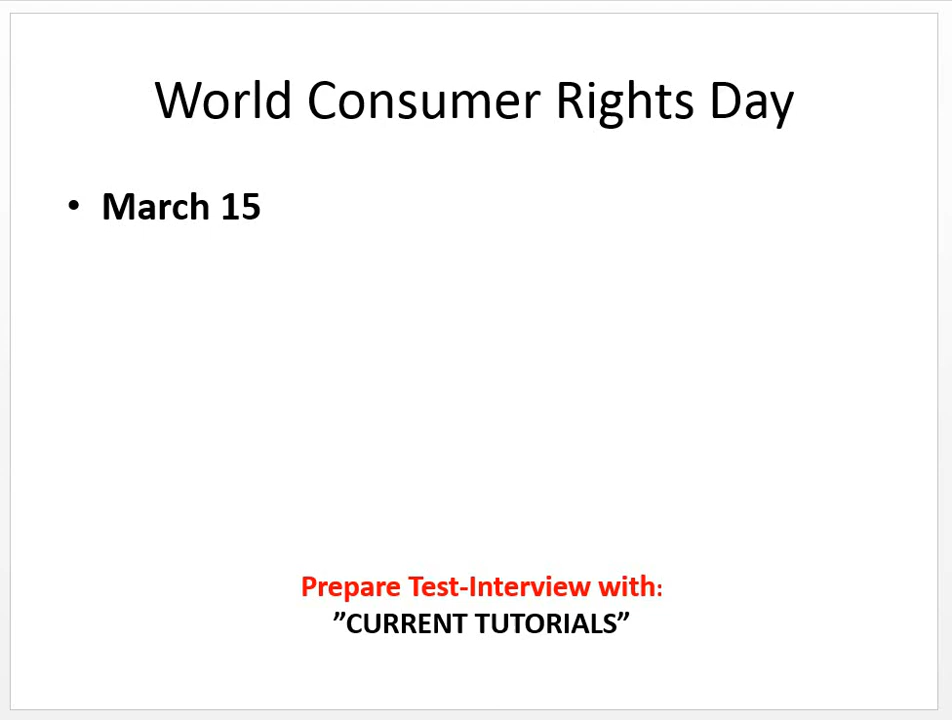 World Consumer Rights Day
• March 15
Prepare Test-Interview with:
”CURRENT TUTORIALS”